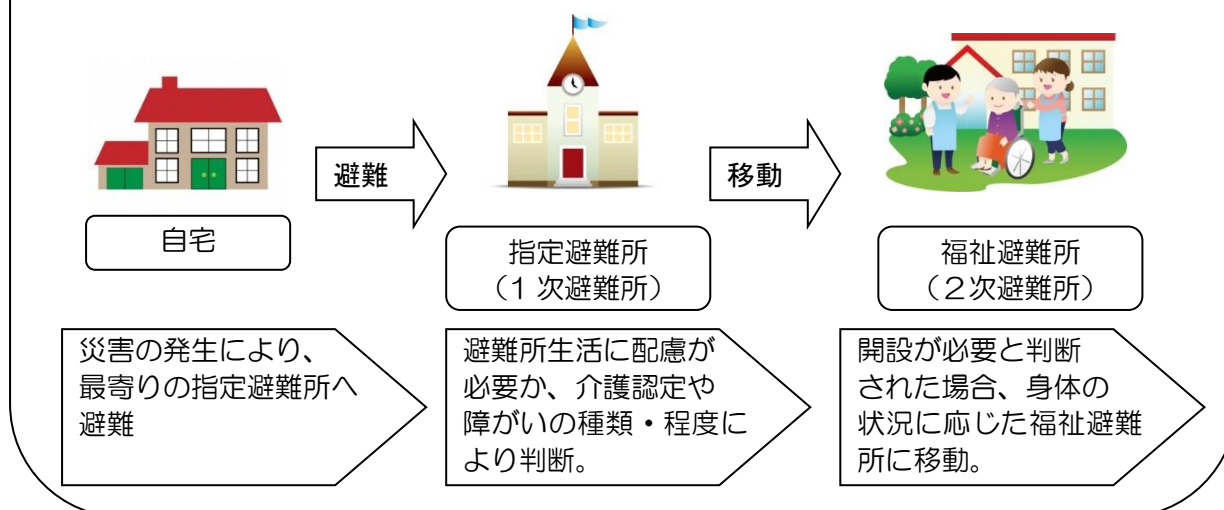 避難
移動
自宅
指定避難所
（１次避難所）
福祉避難所
（２次避難所）
災害の発生により、
最寄りの指定避難所へ
避難
避難所生活に配慮が
必要か、介護認定や
障がいの種類・程度に
より判断。
開設が必要と判断
された場合、身体の
状況に応じた福祉避難
所に移動。